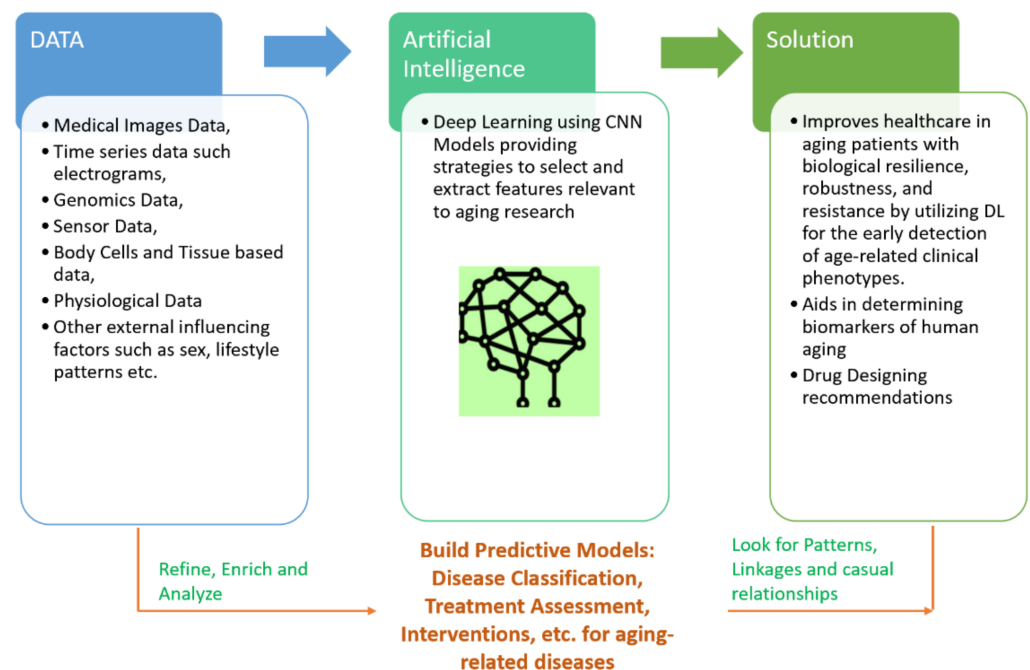 DATA
• Medical Images Data,
• Time series data such
electrograms,
• Genomics Data,
• Sensor Data,
• Body Cells and Tissue based
data,
• Physiological Data
• Other external influencing
factors such as sex, lifestyle
patterns etc.
Artificial
Intelligence
• Deep Learning using CNN
Models providing
strategies to select and
extract features relevant
to aging research
Solution
• Improves healthcare in
aging patients with
biological resilience,
robustness, and
resistance by utilizing DL
for the early detection
of age-related clinical
phenotypes.
• Aids in determining
biomarkers of human
aging
• Drug Designing
recommendations
Refine, Enrich and
Analyze
Build Predictive Models:
Disease Classification,
Treatment Assessment,
Interventions, etc. for aging-
related diseases
Look for Patterns,
Linkages and casual
relationships